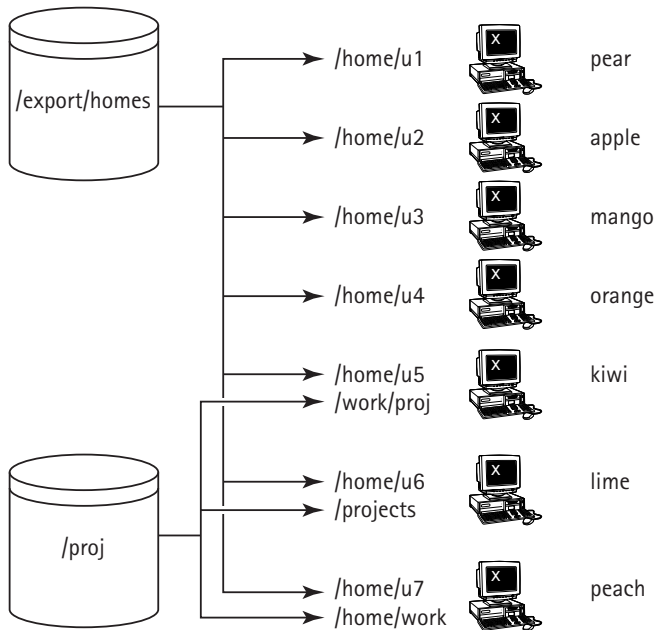 /home/u1 X pear
/export/homes
/home/u2 X apple
/home/u3 X mango
/home/u4 X orange
/home/u5 X kiwi
/work/proj
/home/u6 X lime
/projects
/proj
/home/u7 X peach
/home/work